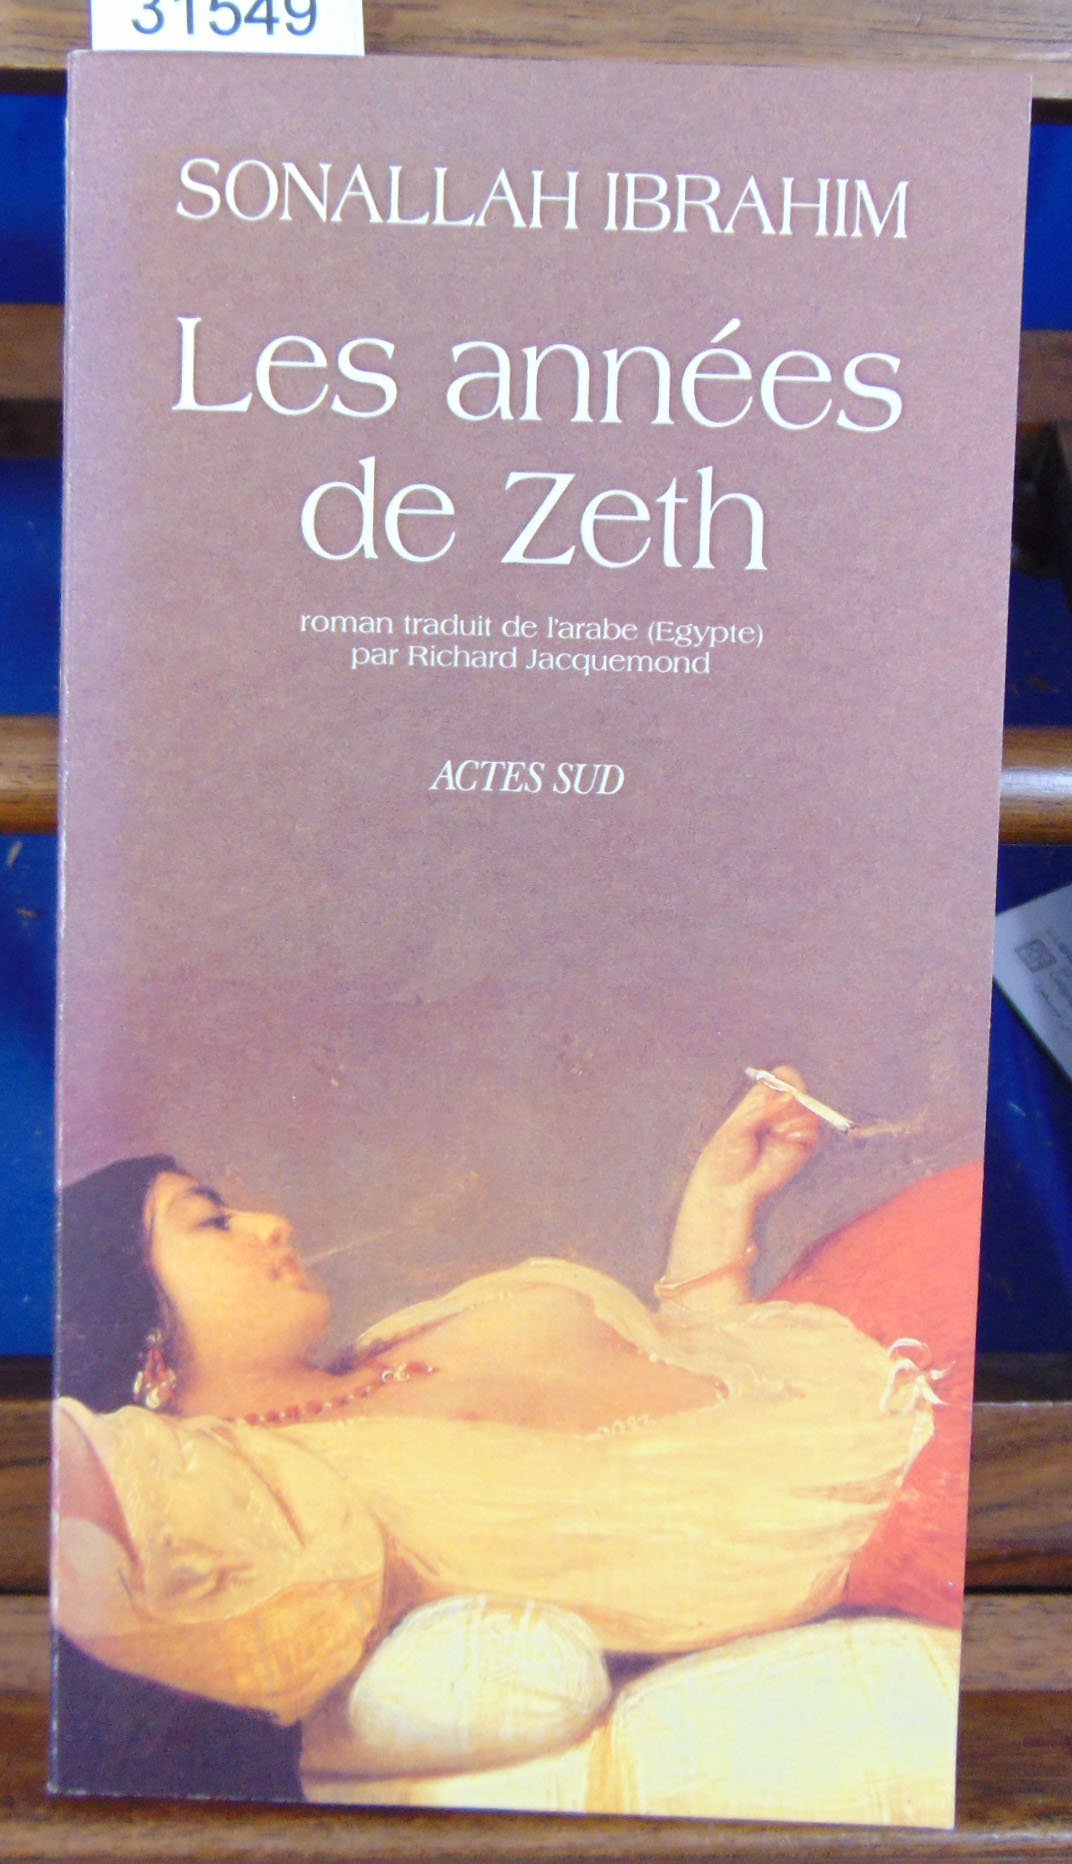 31549
SONALLAH IBRAHIM
Les années
de Zeth
roman traduit de l'arabe (Egypte)
par Richard Jacquemond
ACTES SUD